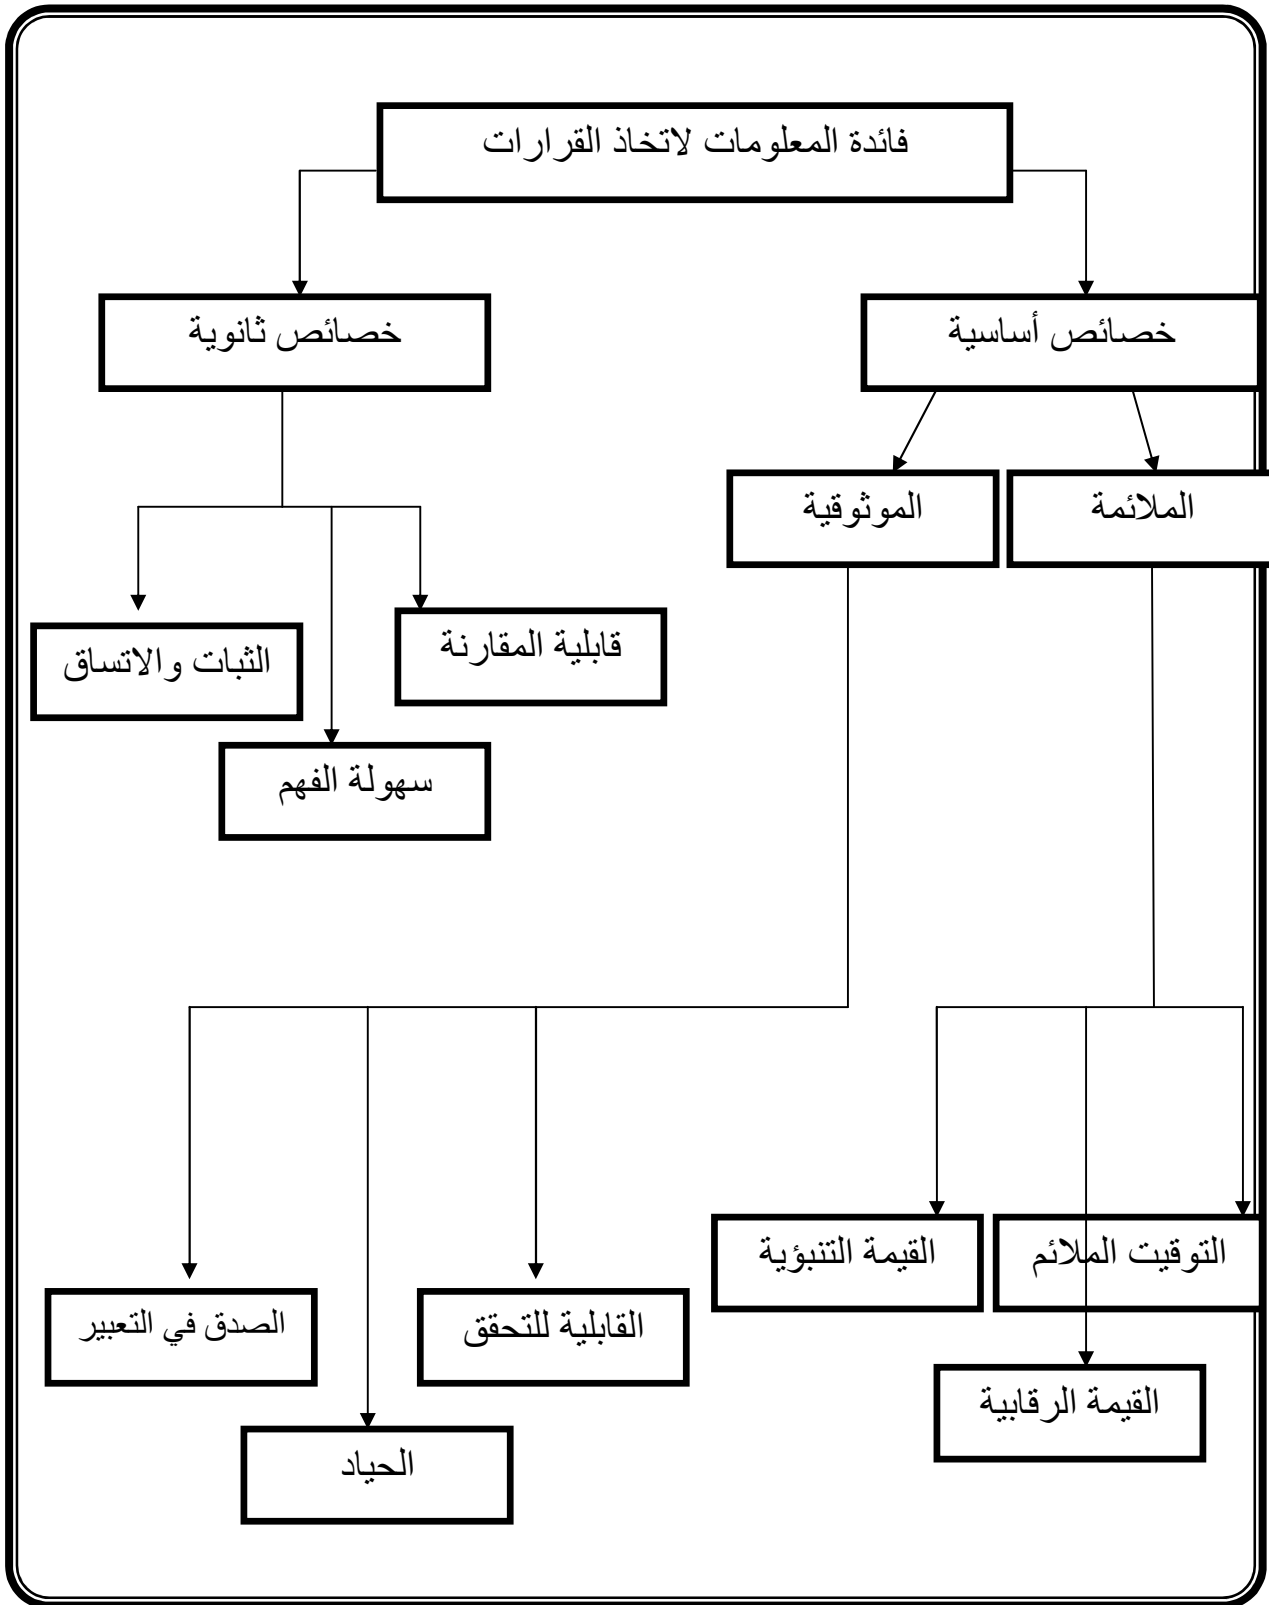 فائدة المعلومات لاتخاذ القرارات
خصائص أساسية
خصائص ثانوية
الملائمة
الموثوقية
قابلية المقارنة
الثبات والاتساق
سهولة الفهم
التوقيت الملائم
القيمة التنبؤية
القابلية للتحقق
الصدق في التعبير
القيمة الرقابية
الحياد